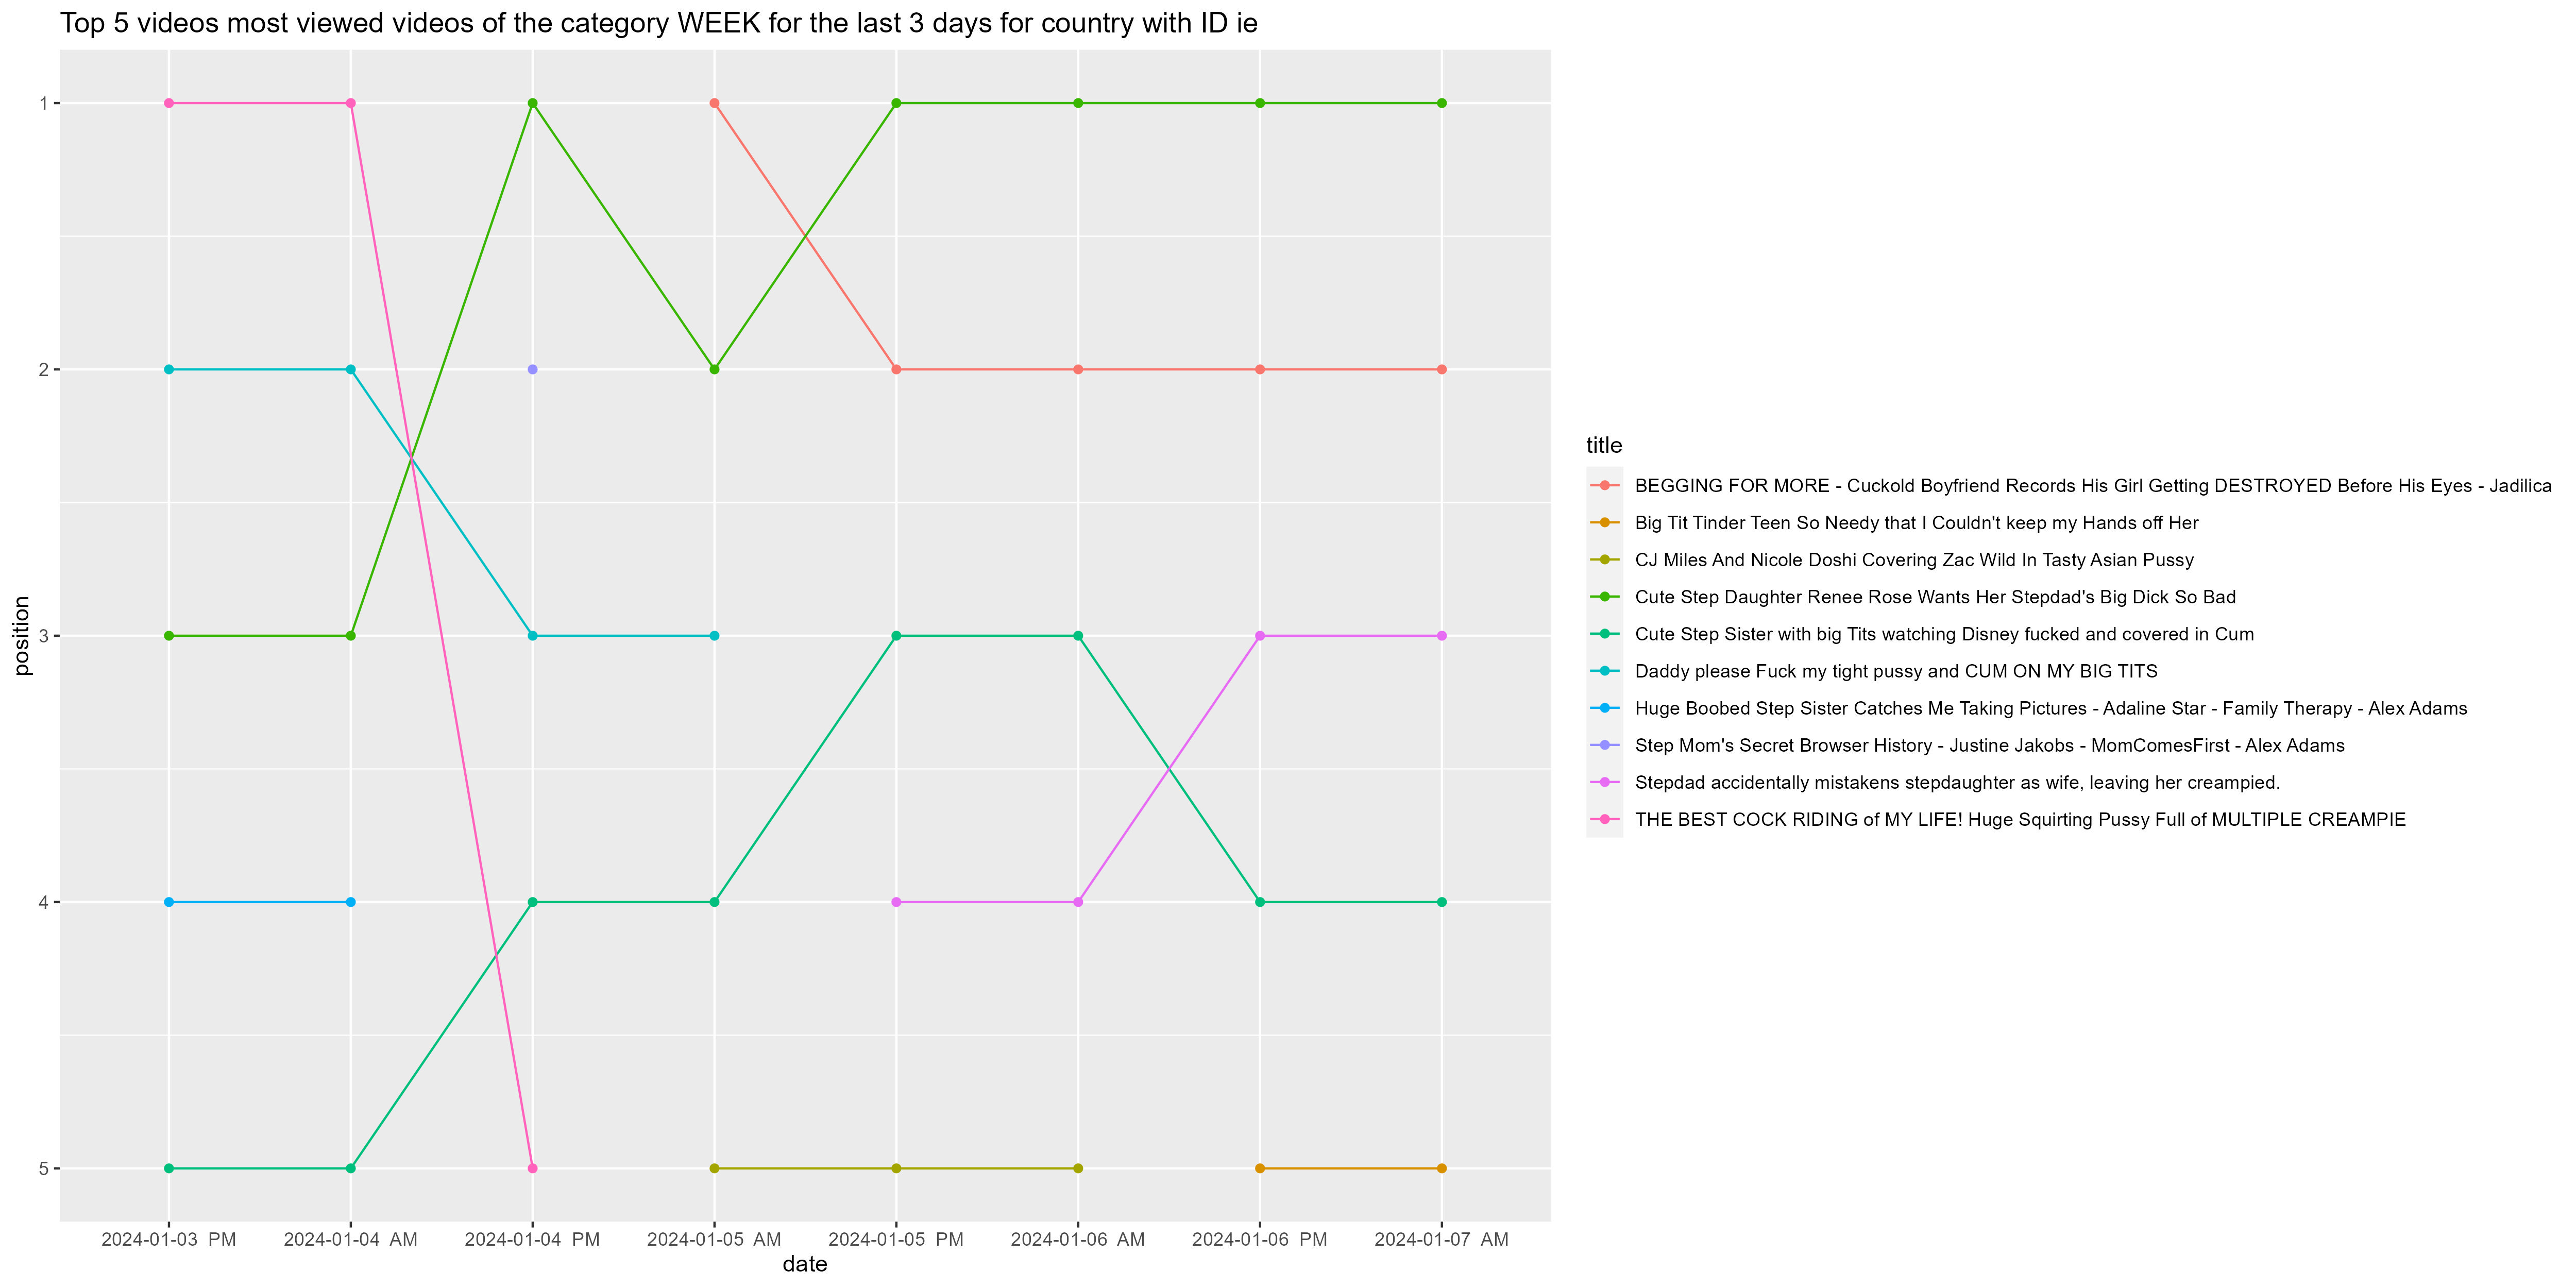 Top 5 videos most viewed videos of the category WEEK for the last 3 days for country with ID ie
position
1
2
3
4
5
2024-01-03 PM
2024-01-04 AM
2024-01-04 PM
2024-01-05 AM
2024-01-05 PM
2024-01-06 AM
2024-01-06 PM
2024-01-07 AM
date
title
BEGGING FOR MORE - Cuckold Boyfriend Records His Girl Getting DESTROYED Before His Eyes - Jadilica
Big Tit Tinder Teen So Needy that I Couldn't keep my Hands off Her
CJ Miles And Nicole Doshi Covering Zac Wild In Tasty Asian Pussy
Cute Step Daughter Renee Rose Wants Her Stepdad's Big Dick So Bad
Cute Step Sister with big Tits watching Disney fucked and covered in Cum
Daddy please Fuck my tight pussy and CUM ON MY BIG TITS
Huge Boobed Step Sister Catches Me Taking Pictures - Adaline Star - Family Therapy - Alex Adams
Step Mom's Secret Browser History - Justine Jakobs - MomComesFirst - Alex Adams
Stepdad accidentally mistakens stepdaughter as wife, leaving her creampied.
THE BEST COCK RIDING of MY LIFE! Huge Squirting Pussy Full of MULTIPLE CREAMPIE